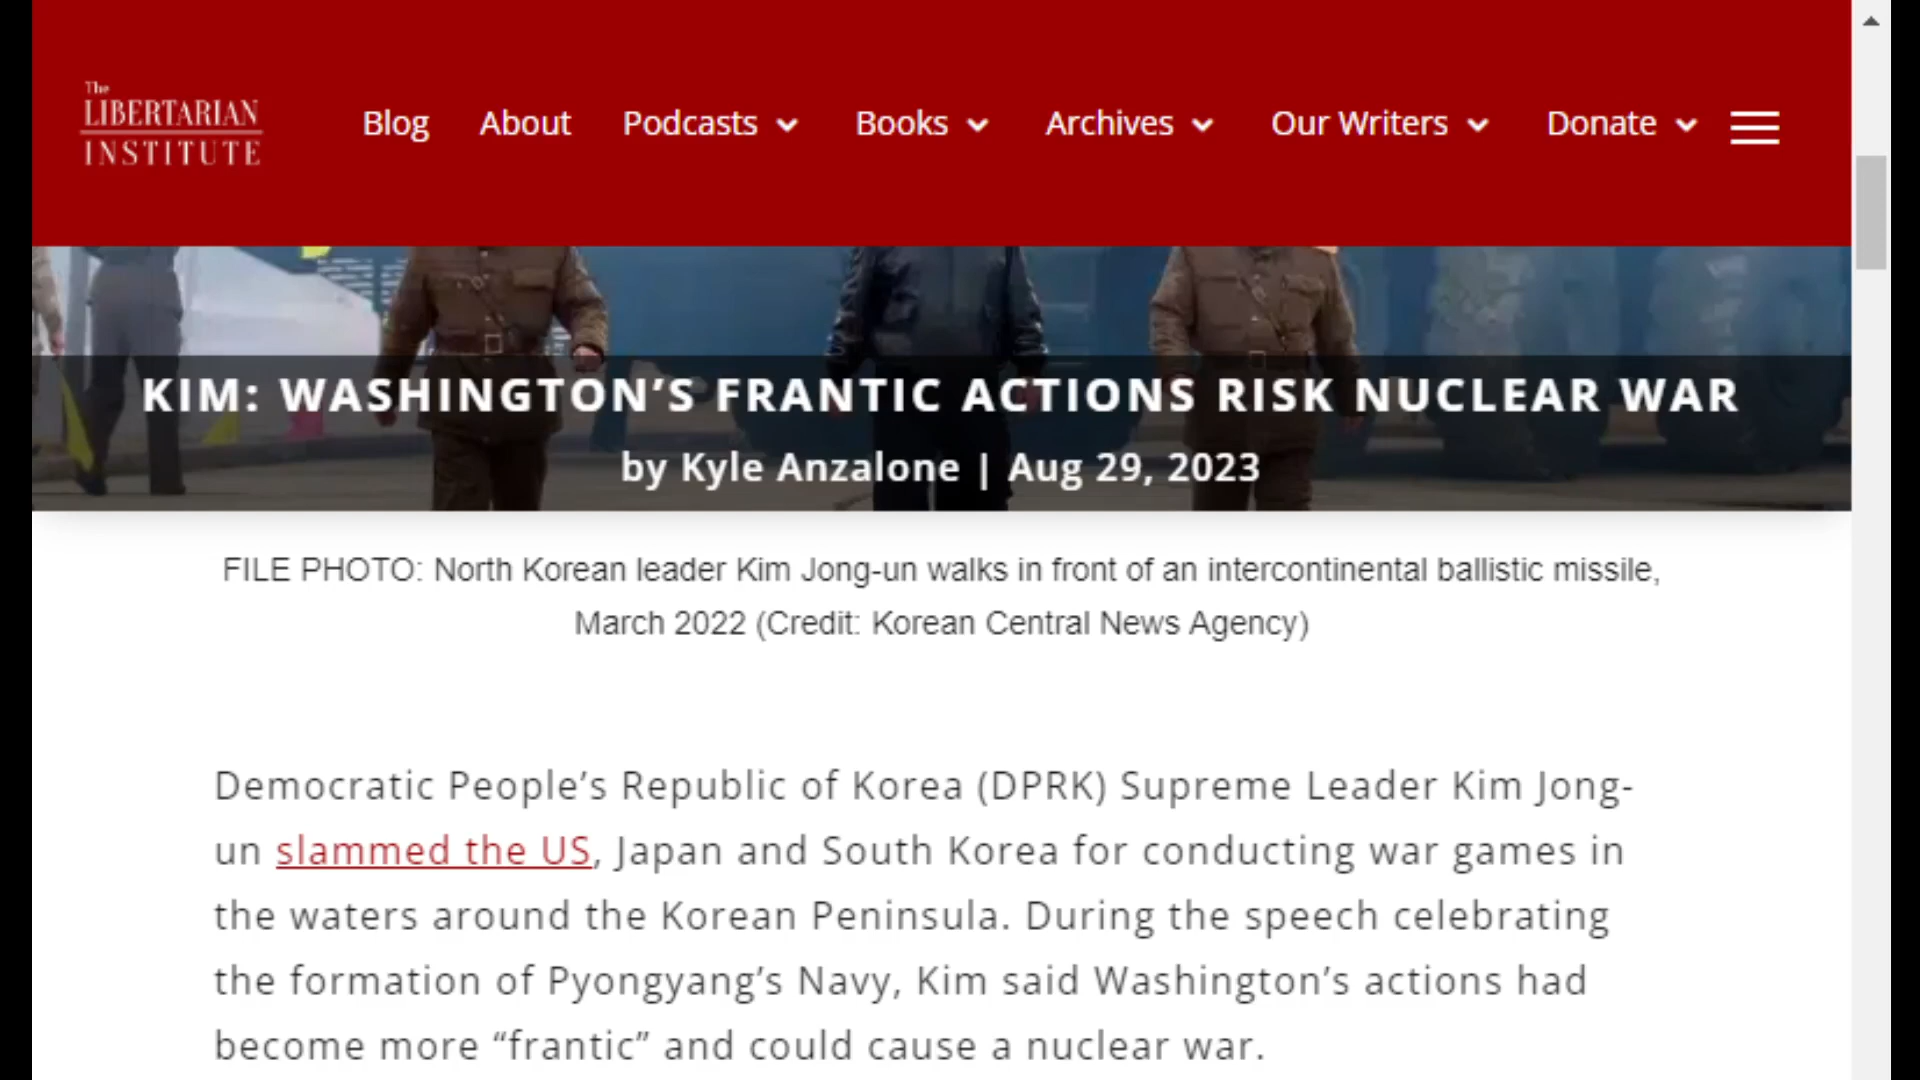 The
LIBERTARIAN
INSTITUTE
Blog About Podcasts Books Archives Our Writers Donate
KIM: WASHINGTON’S FRANTIC ACTIONS RISK NUCLEAR WAR
by Kyle Anzalone | Aug 29, 2023
FILE PHOTO: North Korean leader Kim Jong-un walks in front of an intercontinental ballistic missile,
March 2022 (Credit: Korean Central News Agency)
Democratic People’s Republic of Korea (DPRK) Supreme Leader Kim Jong-
un slammed the US, Japan and South Korea for conducting war games in
the waters around the Korean Peninsula. During the speech celebrating
the formation of Pyongyang’s Navy, Kim said Washington’s actions had
become more “frantic” and could cause a nuclear war.